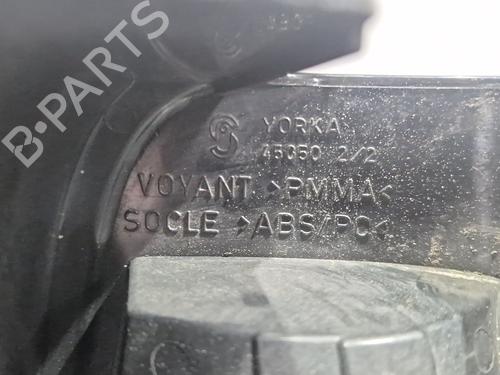 B-PARTS
YORKA
45050 2/2
VOYANT >PMMA<
SOCLE >ABS/PC<